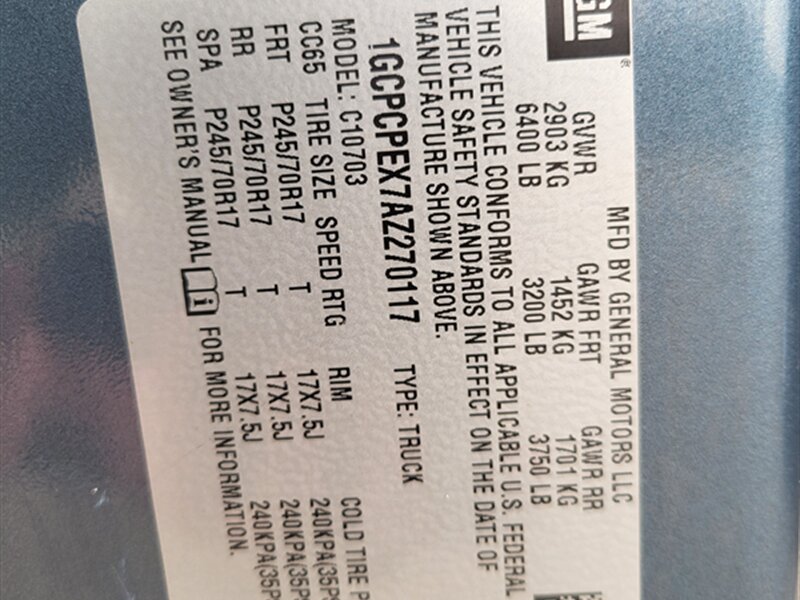 GM
MFD BY GENERAL MOTORS LLC
GVWR GAWR FRT GAWR RR
2903 KG 1452 KG 1701 KG
6400 LB 3200 LB 3750 LB
THIS VEHICLE CONFORMS TO ALL APPLICABLE U.S. FEDERAL
VEHICLE SAFETY STANDARDS IN EFFECT ON THE DATE OF
MANUFACTURE SHOWN ABOVE.
1GCPCPEX7AZ270117 TYPE: TRUCK
MODEL: C10703
CC65 TIRE SIZE SPEED RTG RIM COLD TIRE P
FRT P245/70R17 T 17X7.5J 240KPA(35PS
RR P245/70R17 T 17X7.5J 240KPA(35PS
SPA P245/70R17 T 17X7.5J 240KPA(35PS
SEE OWNER'S MANUAL i FOR MORE INFORMATION.